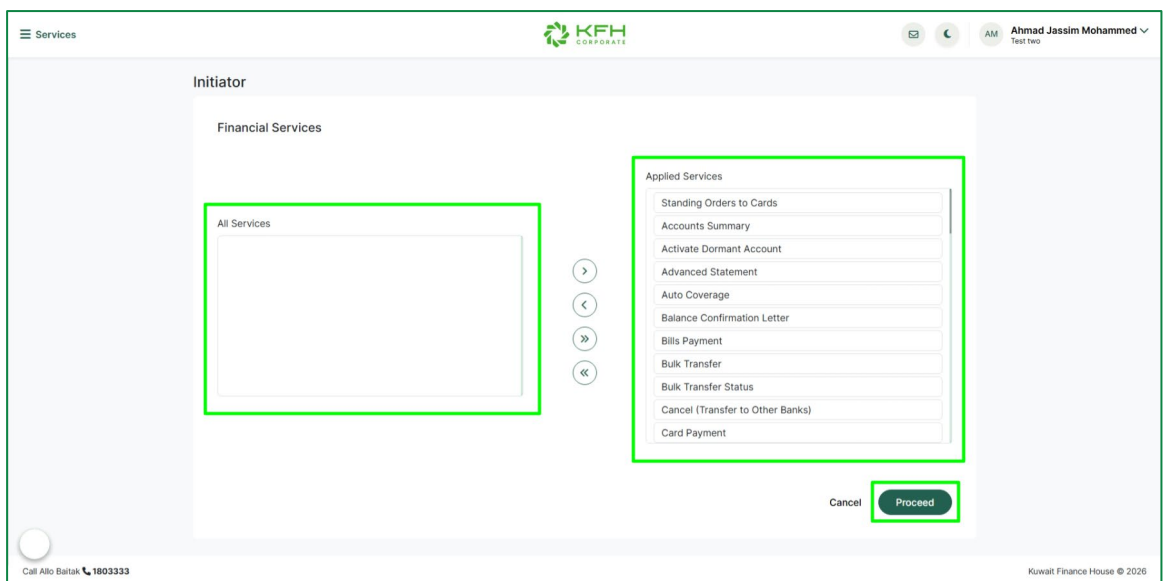 Services
KFH
CORPORATE
AM
Ahmad Jassim Mohammed
Test two
Initiator
Financial Services
All Services
Applied Services
Standing Orders to Cards
Accounts Summary
Activate Dormant Account
Advanced Statement
Auto Coverage
Balance Confirmation Letter
Bills Payment
Bulk Transfer
Bulk Transfer Status
Cancel (Transfer to Other Banks)
Card Payment
Cancel
Proceed
Call Allo Baitak 1803333
Kuwait Finance House © 2026